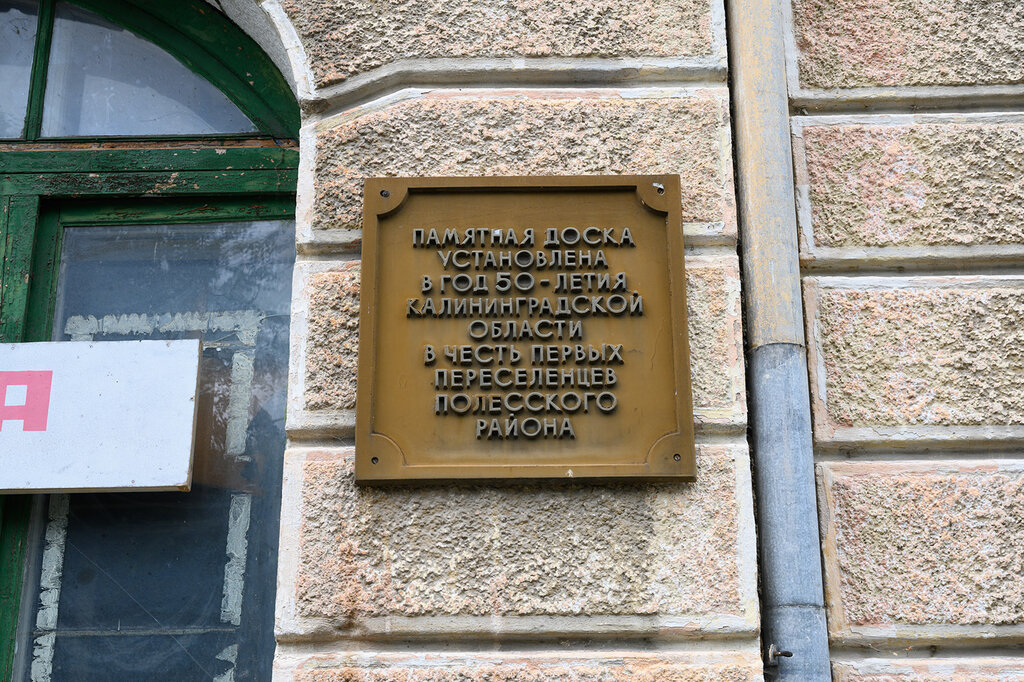 ПАМЯТНАЯ ДОСКА
УСТАНОВЛЕНА
В ГОД 50-ЛЕТИЯ
КАЛИНИНГРАДСКОЙ
ОБЛАСТИ
В ЧЕСТЬ ПЕРВЫХ
ПЕРЕСЕЛЕНЦЕВ
ПОЛЕССКОГО
РАЙОНА